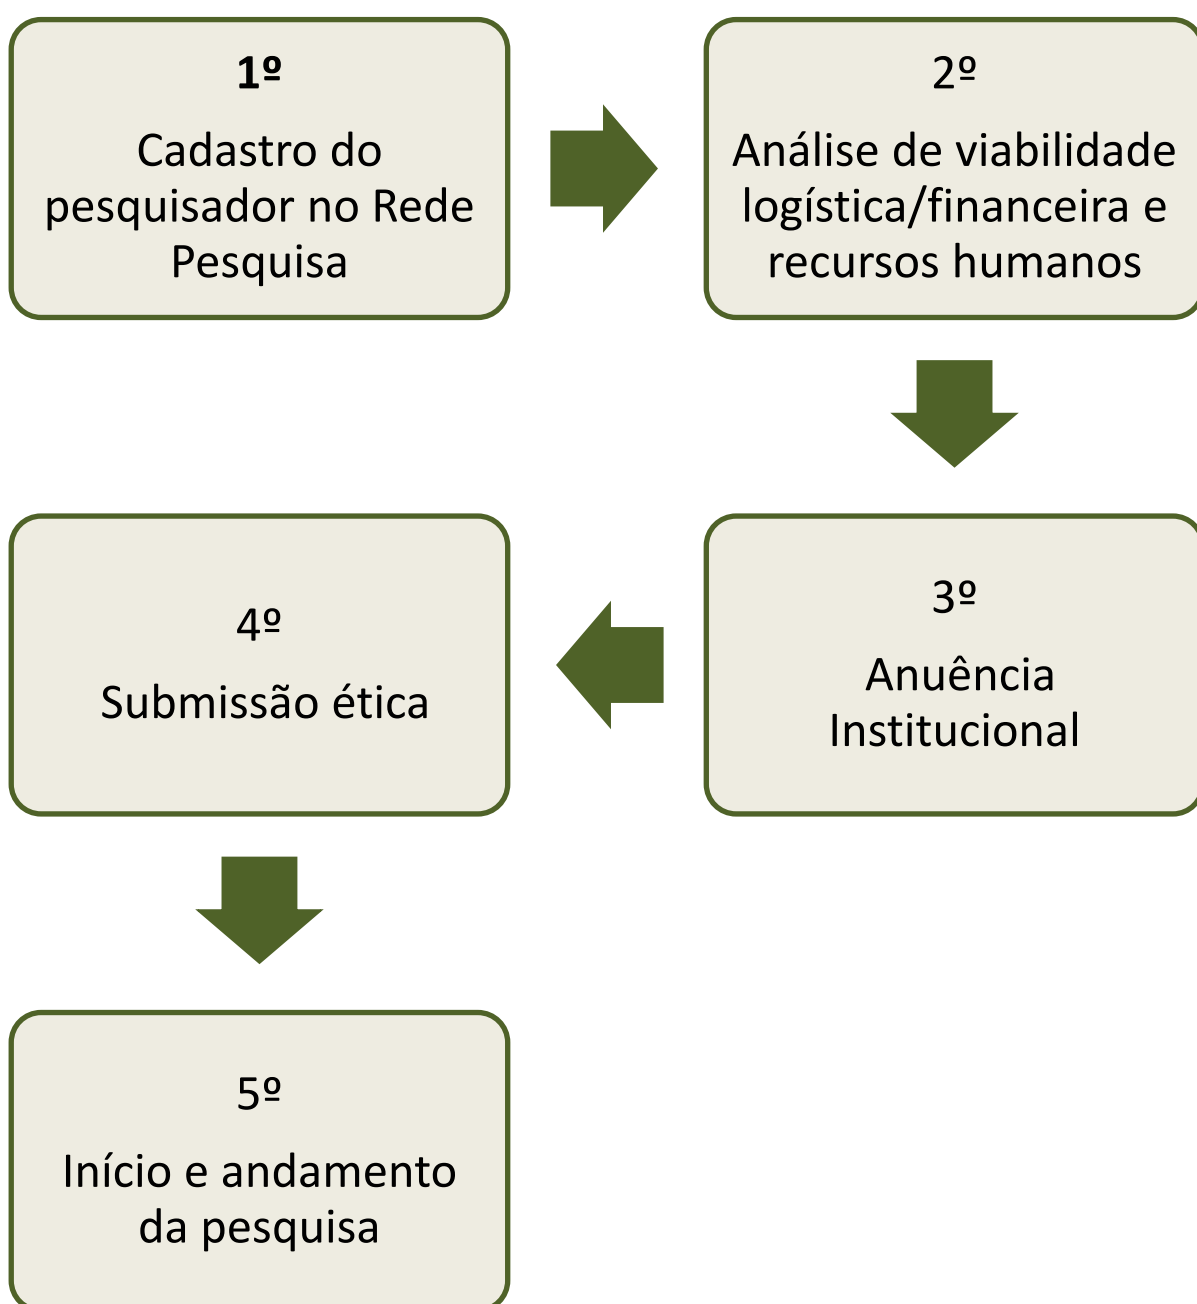 1º
Cadastro do
pesquisador no Rede
Pesquisa
2º
Análise de viabilidade
logística/financeira e
recursos humanos
3º
Anuência
Institucional
4º
Submissão ética
5º
Início e andamento
da pesquisa